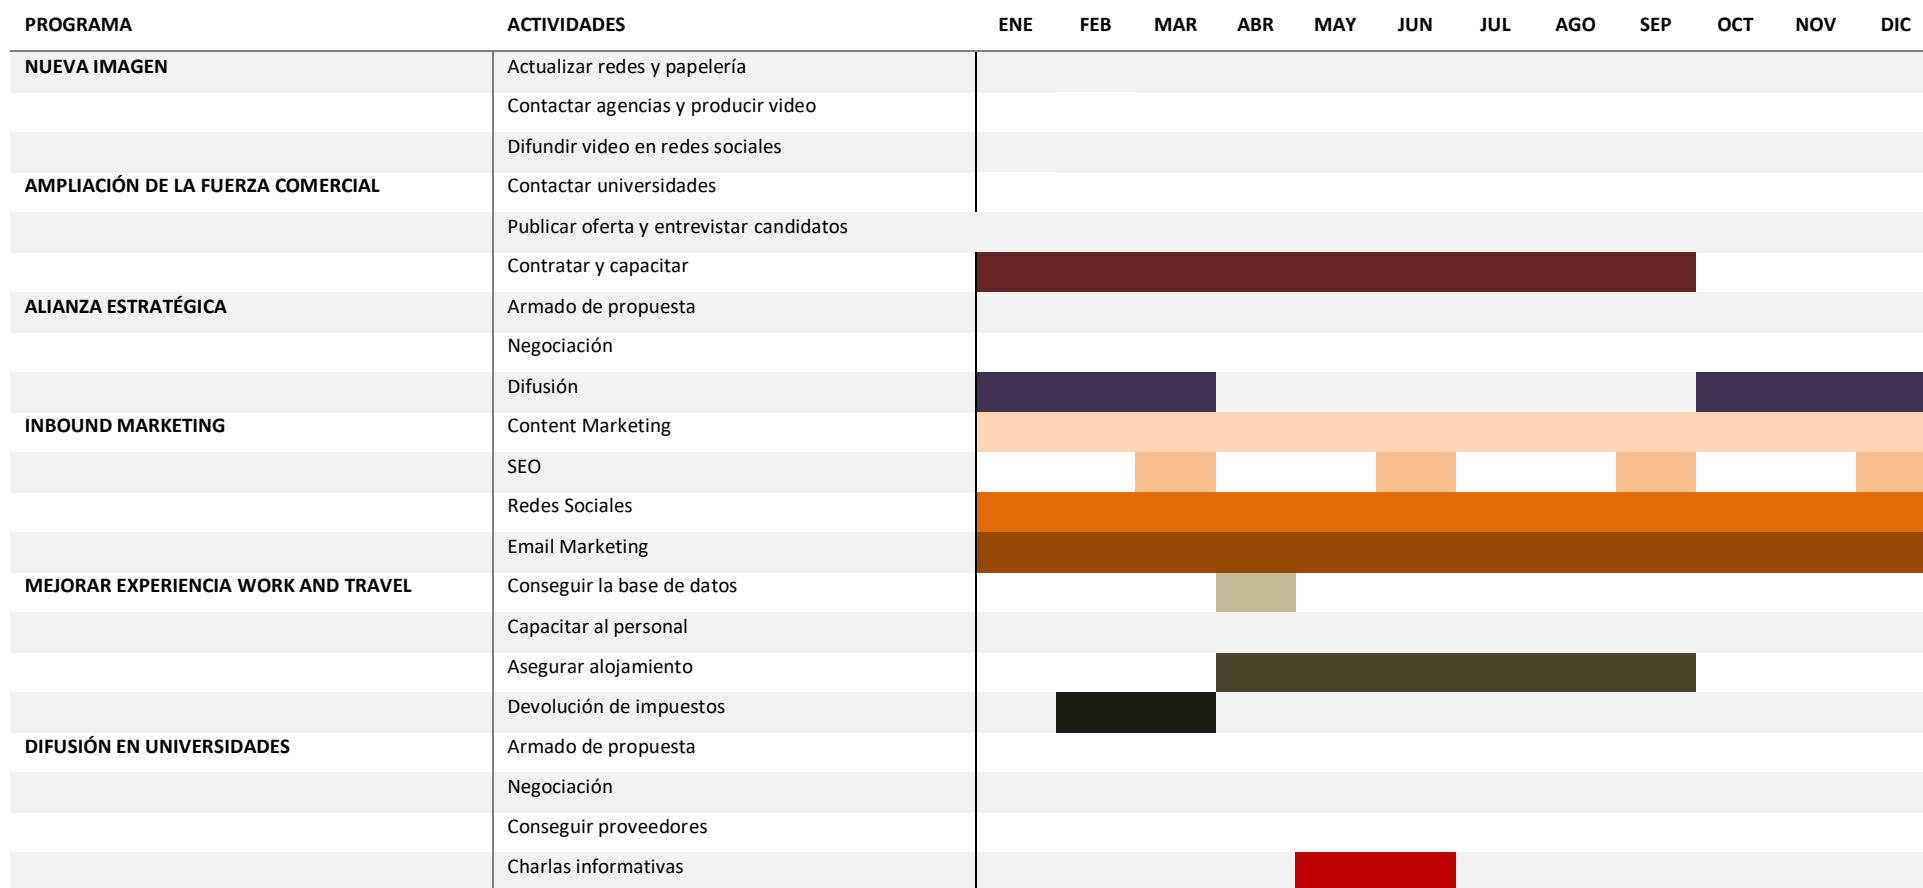 PROGRAMA ACTIVIDADES ENE FEB MAR ABR MAY JUN JUL AGO SEP OCT NOV DIC
NUEVA IMAGEN Actualizar redes y papelería
Contactar agencias y producir video
Difundir video en redes sociales
AMPLIACIÓN DE LA FUERZA COMERCIAL Contactar universidades
Publicar oferta y entrevistar candidatos
Contratar y capacitar
ALIANZA ESTRATÉGICA Armado de propuesta
Negociación
Difusión
INBOUND MARKETING Content Marketing
SEO
Redes Sociales
Email Marketing
MEJORAR EXPERIENCIA WORK AND TRAVEL Conseguir la base de datos
Capacitar al personal
Asegurar alojamiento
Devolución de impuestos
DIFUSIÓN EN UNIVERSIDADES Armado de propuesta
Negociación
Conseguir proveedores
Charlas informativas